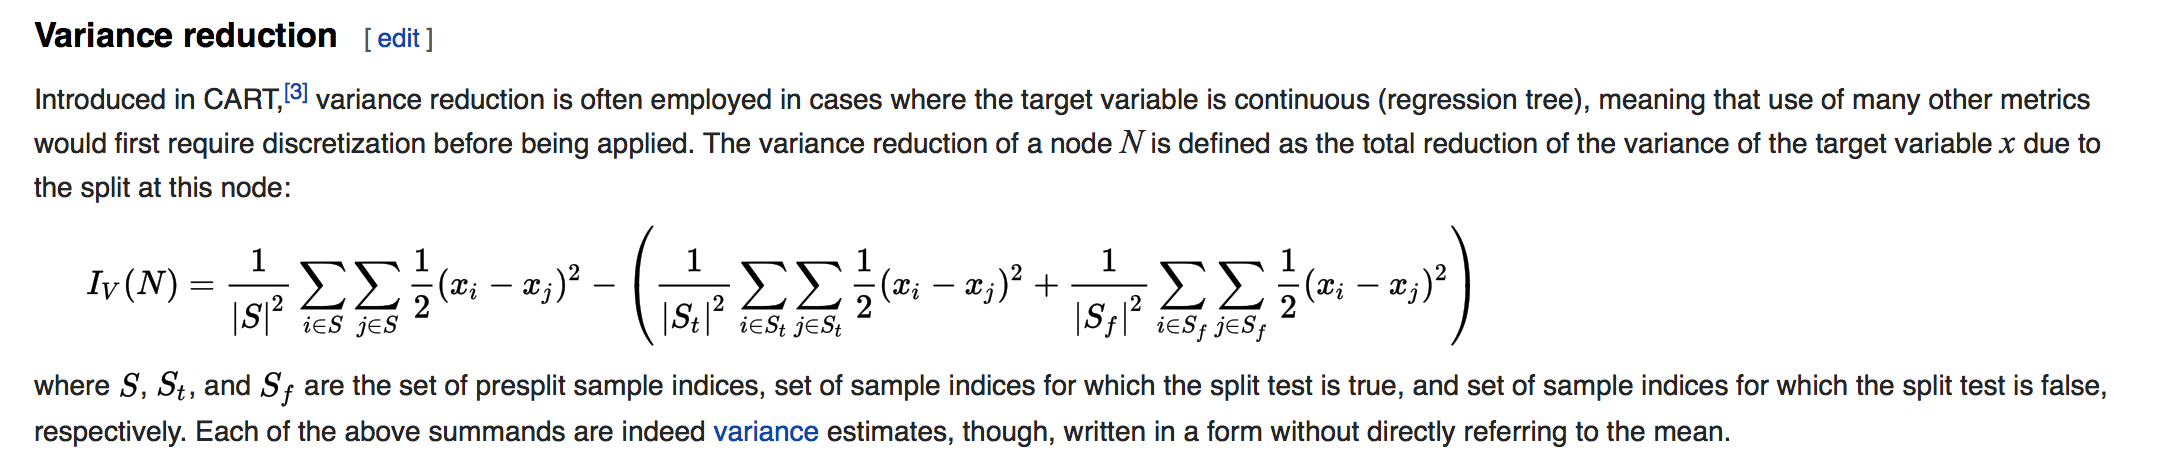 Variance reduction [ edit ]
Introduced in CART,[3] variance reduction is often employed in cases where the target variable is continuous (regression tree), meaning that use of many other metrics
would first require discretization before being applied. The variance reduction of a node N is defined as the total reduction of the variance of the target variable x due to
the split at this node:
I_V(N) = \frac{1}{|S|^2} \sum_{i∈S} \sum_{j∈S} \frac{1}{2}(x_i − x_j)^2 − \left( \frac{1}{|S_t|^2} \sum_{i∈S_t} \sum_{j∈S_t} \frac{1}{2}(x_i − x_j)^2 + \frac{1}{|S_f|^2} \sum_{i∈S_f} \sum_{j∈S_f} \frac{1}{2}(x_i − x_j)^2 \right)
where S, S_t, and S_f are the set of presplit sample indices, set of sample indices for which the split test is true, and set of sample indices for which the split test is false,
respectively. Each of the above summands are indeed variance estimates, though, written in a form without directly referring to the mean.